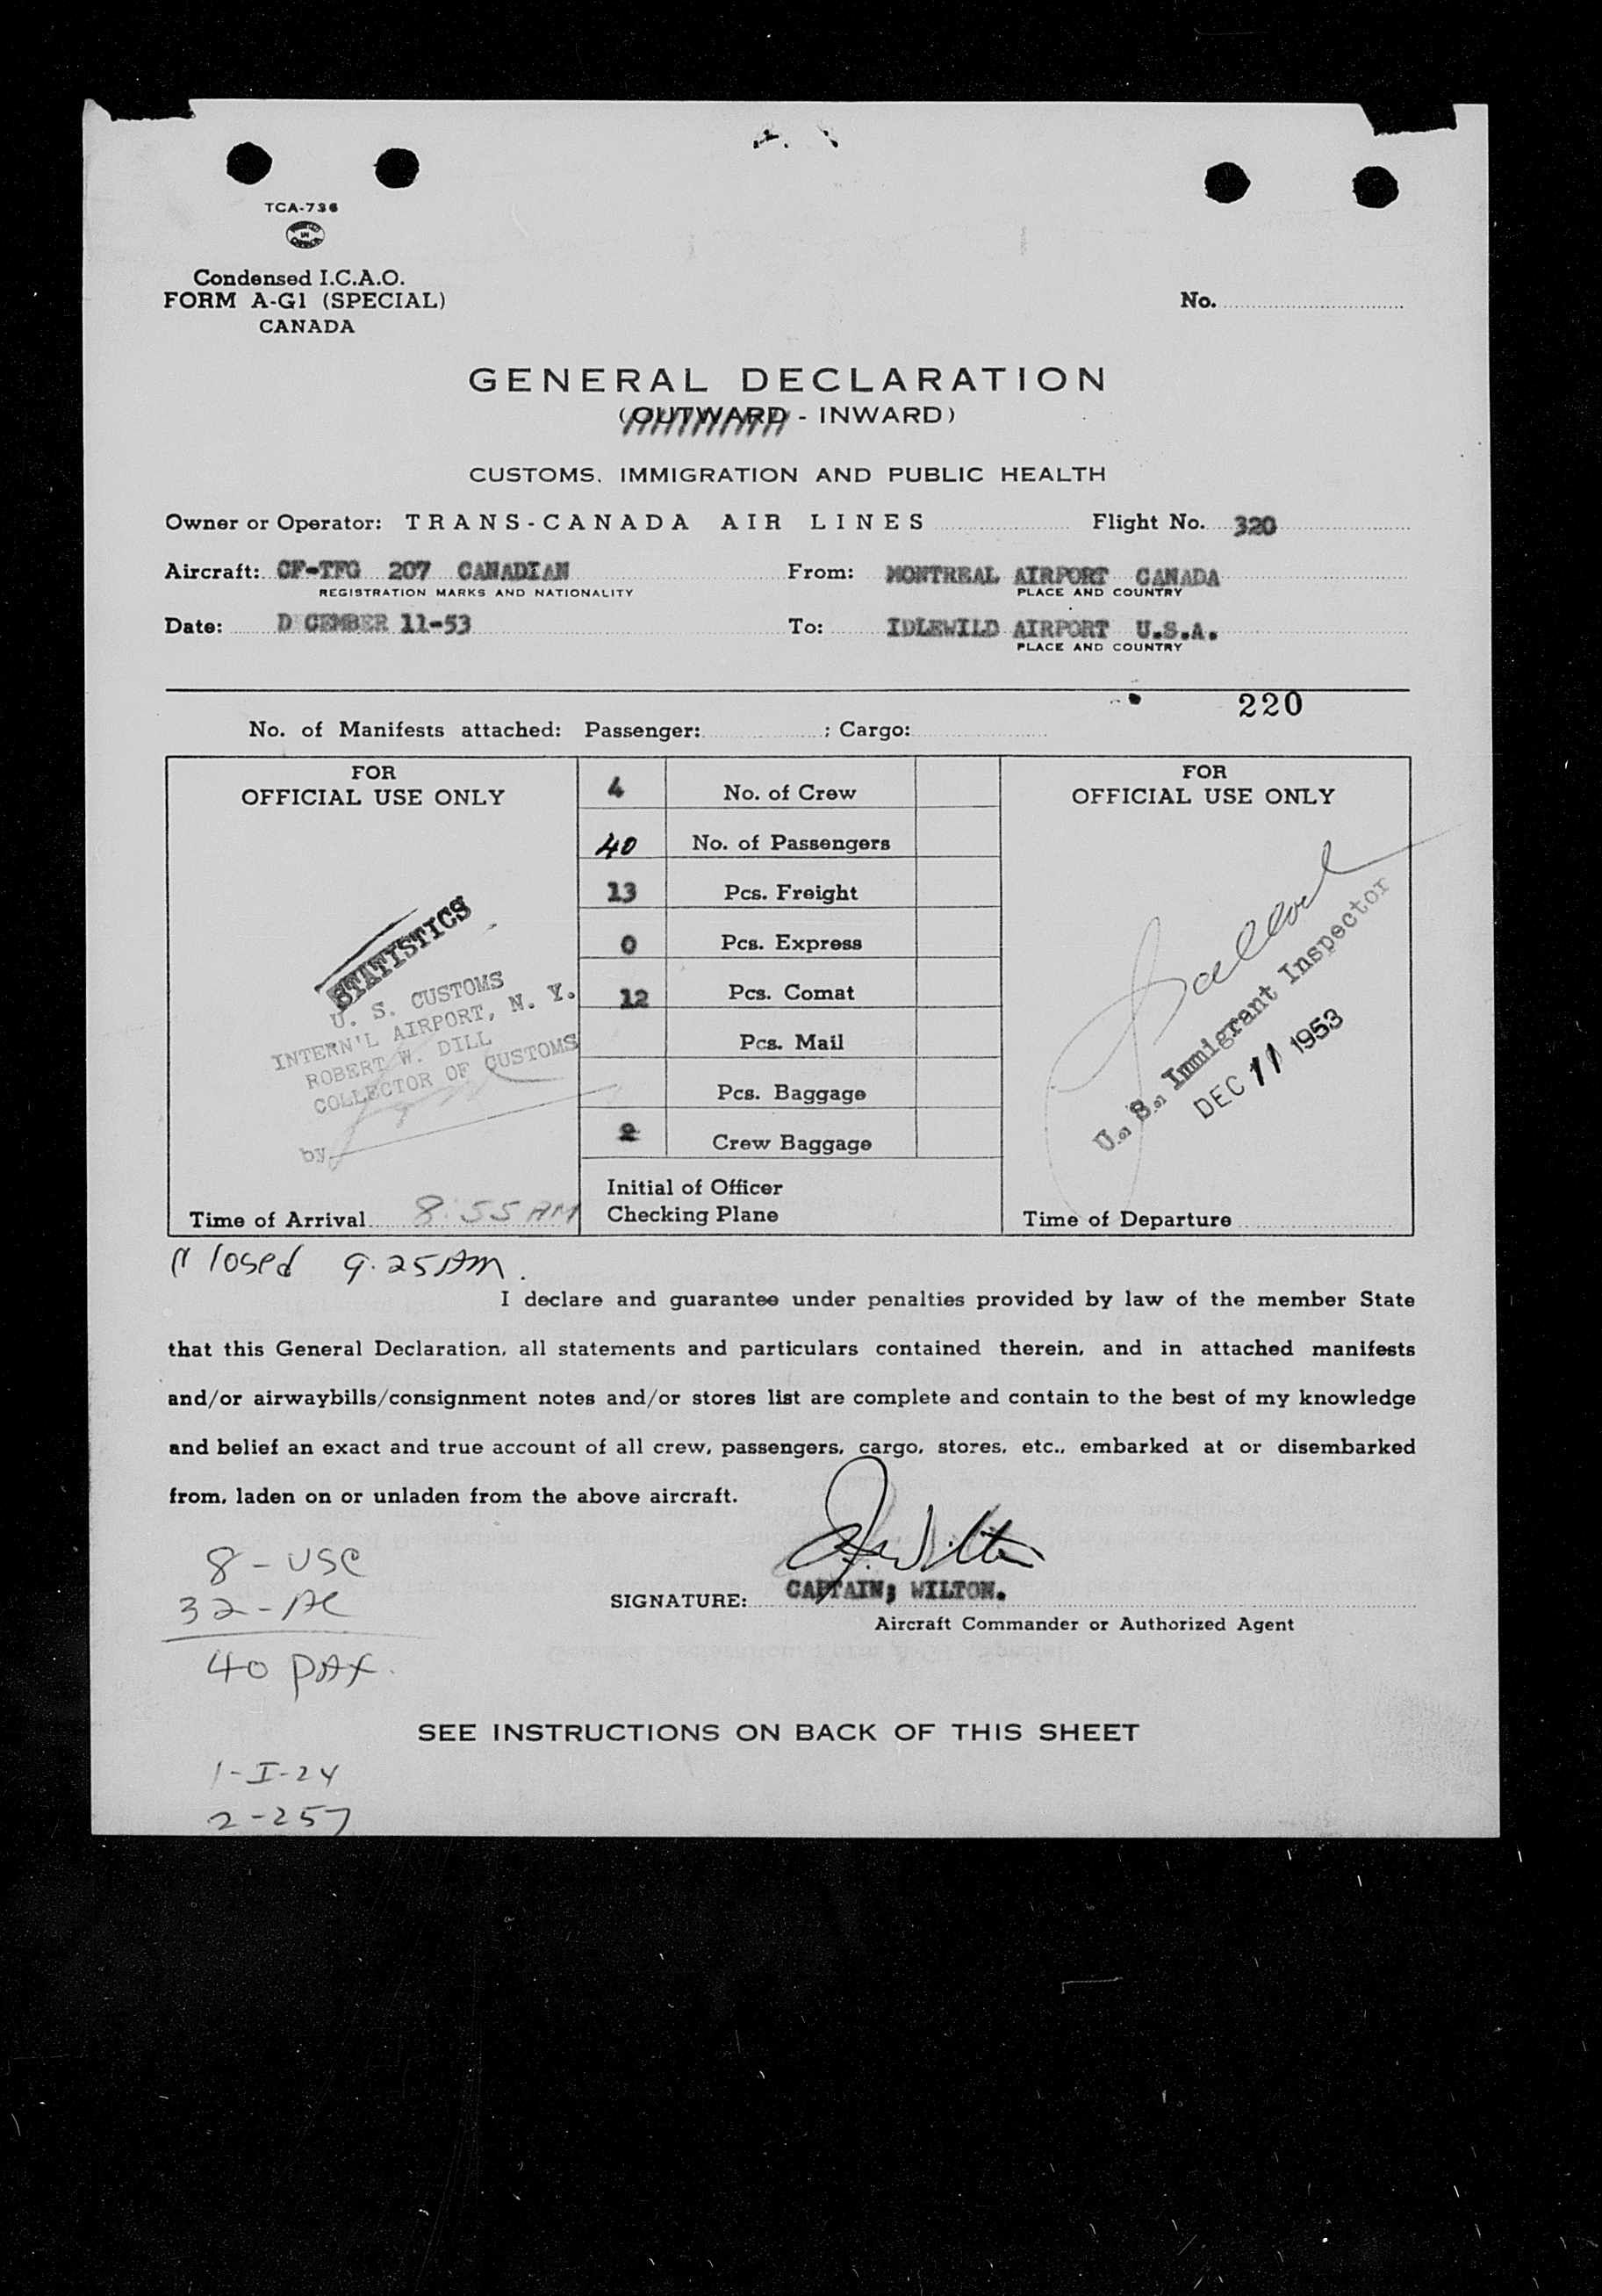 TCA-736
IN
Condensed I.C.A.O.
FORM A-G1 (SPECIAL)
CANADA
No.
GENERAL DECLARATION
(OUTWARD - INWARD)
CUSTOMS, IMMIGRATION AND PUBLIC HEALTH
Owner or Operator: TRANS-CANADA AIR LINES Flight No. 320
Aircraft: CF-TFG 207 CANADIAN From: MONTREAL AIRPORT CANADA
REGISTRATION MARKS AND NATIONALITY PLACE AND COUNTRY
Date: D CEMBER 11-53 To: IDLEWILD AIRPORT U.S.A.
PLACE AND COUNTRY
220
No. of Manifests attached: Passenger: ; Cargo:
FOR
OFFICIAL USE ONLY
STATISTICS
U. S. CUSTOMS
INTERN'L AIRPORT, N. Y.
ROBERT W. DILL
COLLECTOR OF CUSTOMS
by
Time of Arrival 8:55 AM
4 No. of Crew
40 No. of Passengers
13 Pcs. Freight
0 Pcs. Express
12 Pcs. Comat
Pcs. Mail
Pcs. Baggage
Crew Baggage
Initial of Officer
Checking Plane
FOR
OFFICIAL USE ONLY
U. S. Immigrant Inspector
DEC 11 1953
Time of Departure
Closed 9.25 AM.
I declare and guarantee under penalties provided by law of the member State
that this General Declaration, all statements and particulars contained therein, and in attached manifests
and/or airwaybills/consignment notes and/or stores list are complete and contain to the best of my knowledge
and belief an exact and true account of all crew, passengers, cargo, stores, etc., embarked at or disembarked
from, laden on or unladen from the above aircraft.
8 - USC
32 - AC
40 PAX.
SIGNATURE: CAPTAIN; WILTON.
Aircraft Commander or Authorized Agent
SEE INSTRUCTIONS ON BACK OF THIS SHEET
1-I-24
2-257